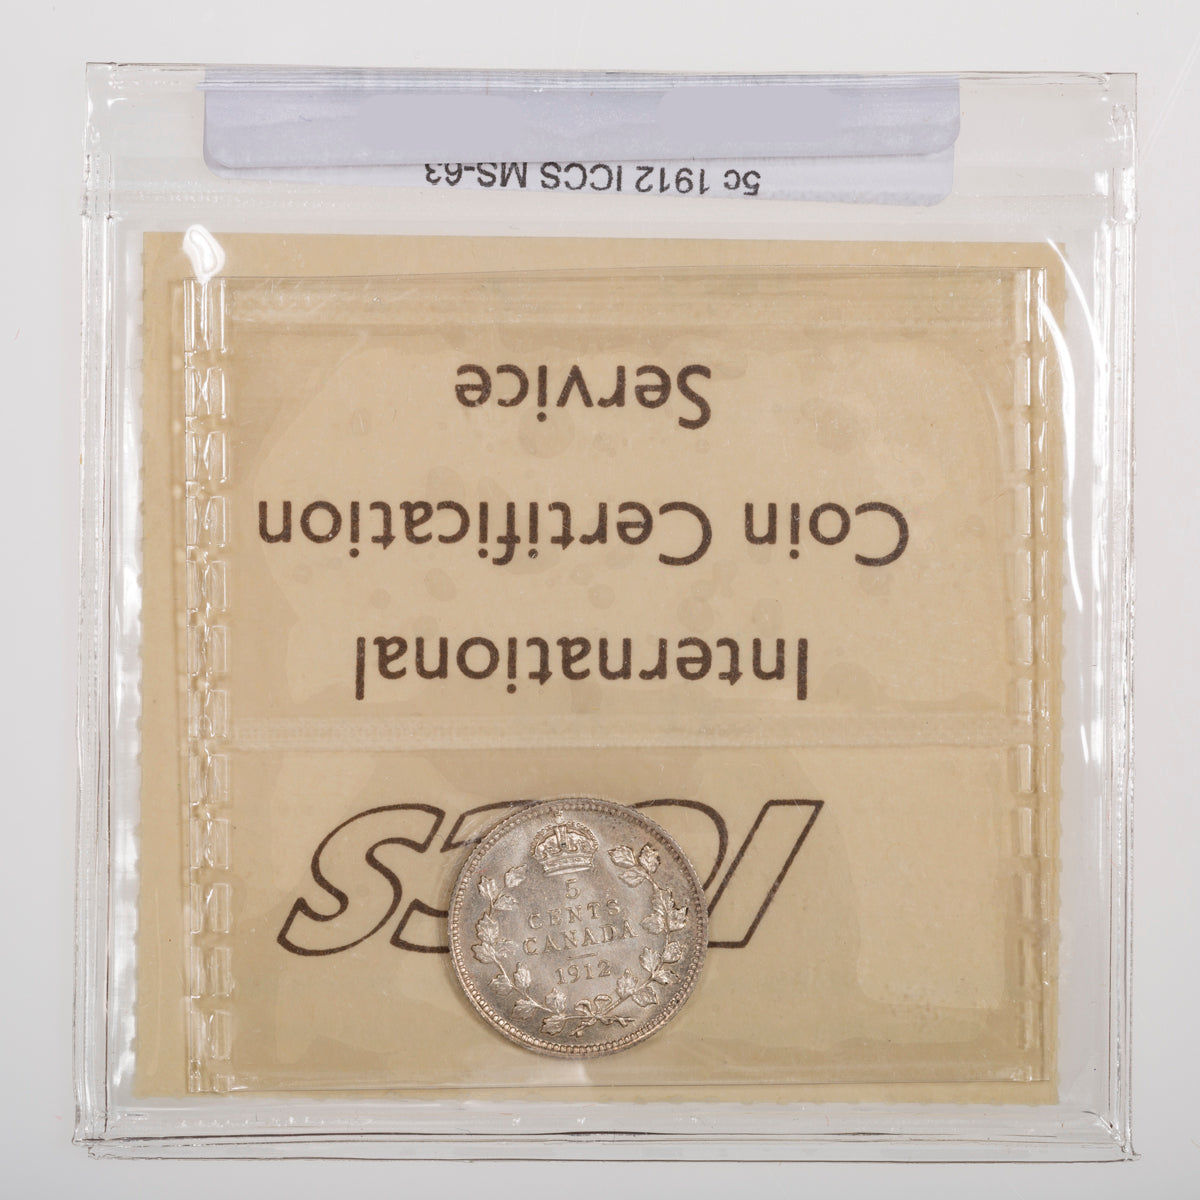 5c 1912 ICCS MS-63
ICCS
International
Coin Certification
Service
5
CENTS
CANADA
1912